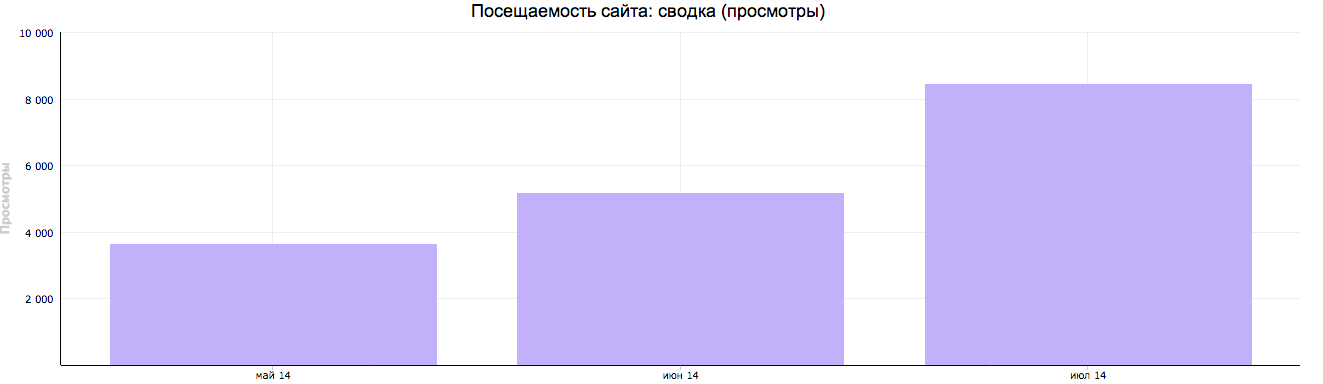 Посещаемость сайта: сводка (просмотры)
10 000
8 000
6 000
4 000
2 000
Просмотры
май 14
июн 14
июл 14